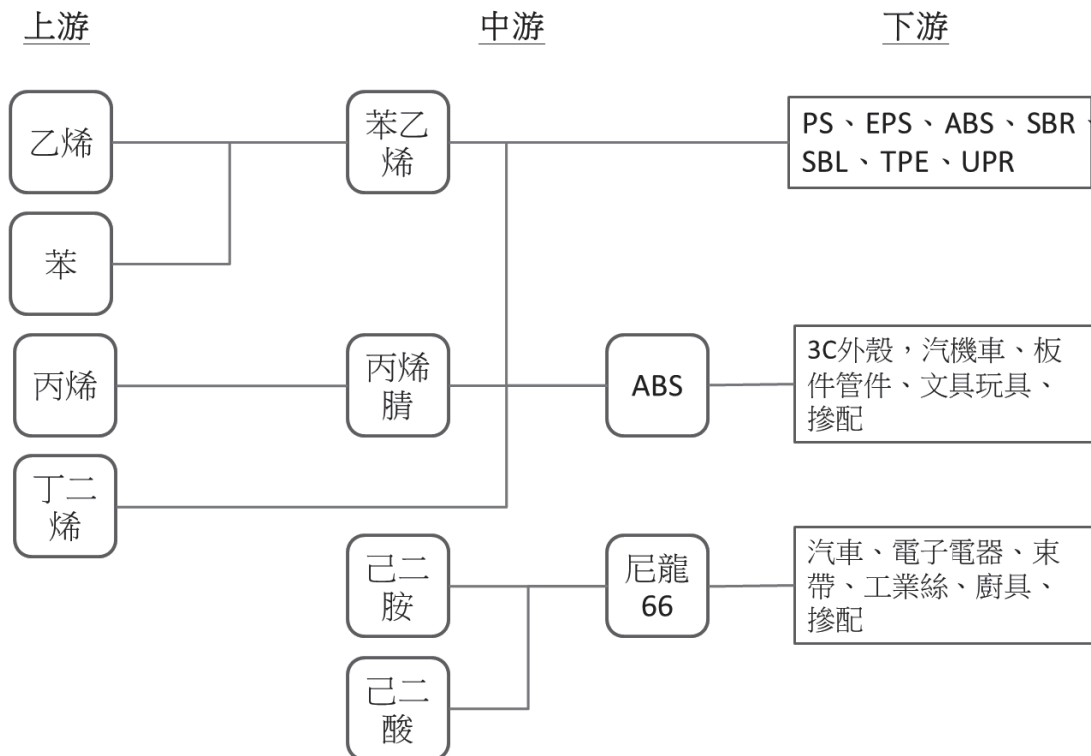 上游
中游
下游
乙烯
苯乙
烯
PS、EPS、ABS、SBR、
SBL、TPE、UPR
苯
丙烯
丙烯
腈
ABS
3C外殼，汽機車、板
件管件、文具玩具、
摻配
丁二
烯
己二
胺
尼龍
66
汽車、電子電器、束
帶、工業絲、廚具、
摻配
己二
酸